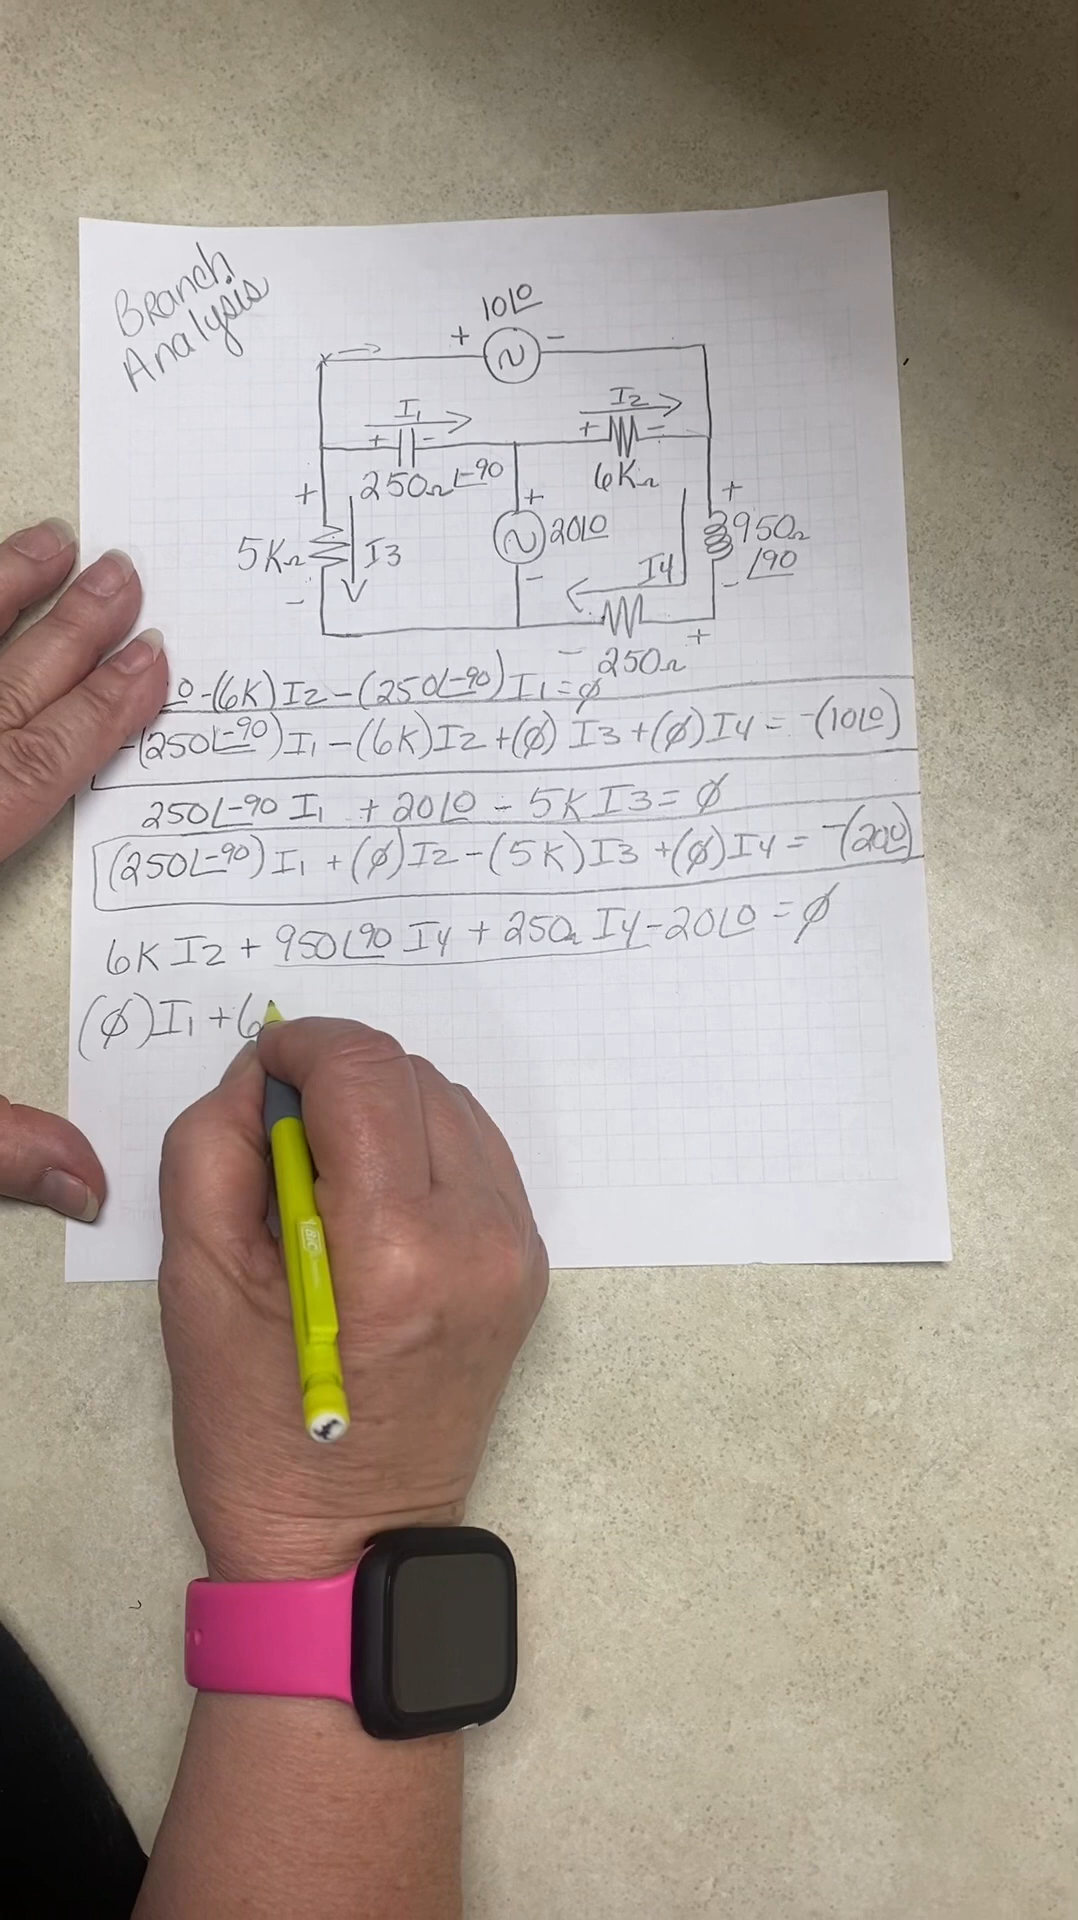 Branch
Analysis
10∠0
+ −
I1
+ −
I2
+ −
250Ω∠-90
6KΩ
+
+
+
5KΩ
I3
20∠0
I4
950Ω
∠90
−
−
−
−
250Ω
+
0 -(6K)I2 -(250∠-90)I1 = Ø
-(250∠-90)I1 -(6K)I2 +(Ø)I3 +(Ø)I4 = -(10∠0)
250∠-90 I1 + 20∠0 - 5K I3 = Ø
(250∠-90)I1 + (Ø)I2 -(5K)I3 +(Ø)I4 = -(20∠0)
6K I2 + 950∠90 I4 + 250Ω I4 - 20∠0 = Ø
(Ø)I1 + (6
BIC